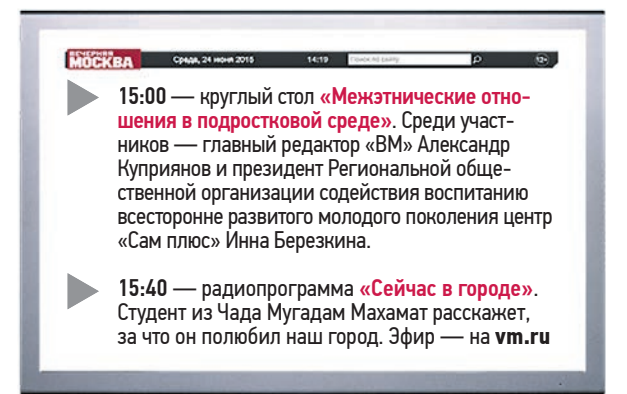 ВЕЧЕРНЯЯ
МОСКВА Среда, 24 июня 2015 14:19 Поиск по сайту 12+
15:00 — круглый стол «Межэтнические отно-
шения в подростковой среде». Среди участ-
ников — главный редактор «ВМ» Александр
Куприянов и президент Региональной обще-
ственной организации содействия воспитанию
всесторонне развитого молодого поколения центр
«Сам плюс» Инна Березкина.
15:40 — радиопрограмма «Сейчас в городе».
Студент из Чада Мугадам Махамат расскажет,
за что он полюбил наш город. Эфир — на vm.ru